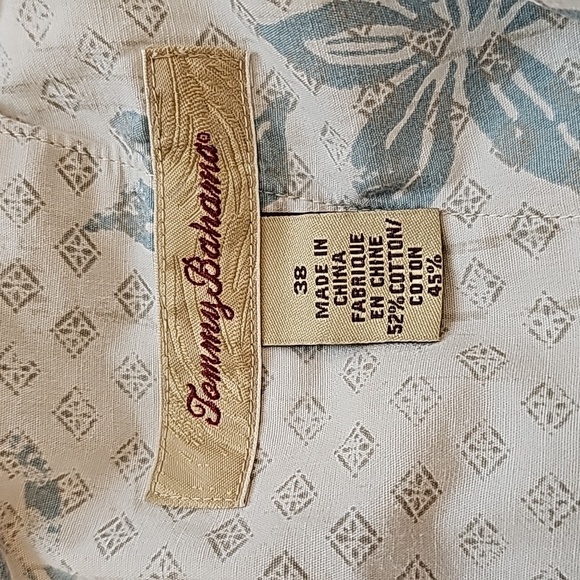 Tommy Bahama®
38
MADE IN
CHINA
FABRIQUE
EN CHINE
52% COTTON/
COTON
45%